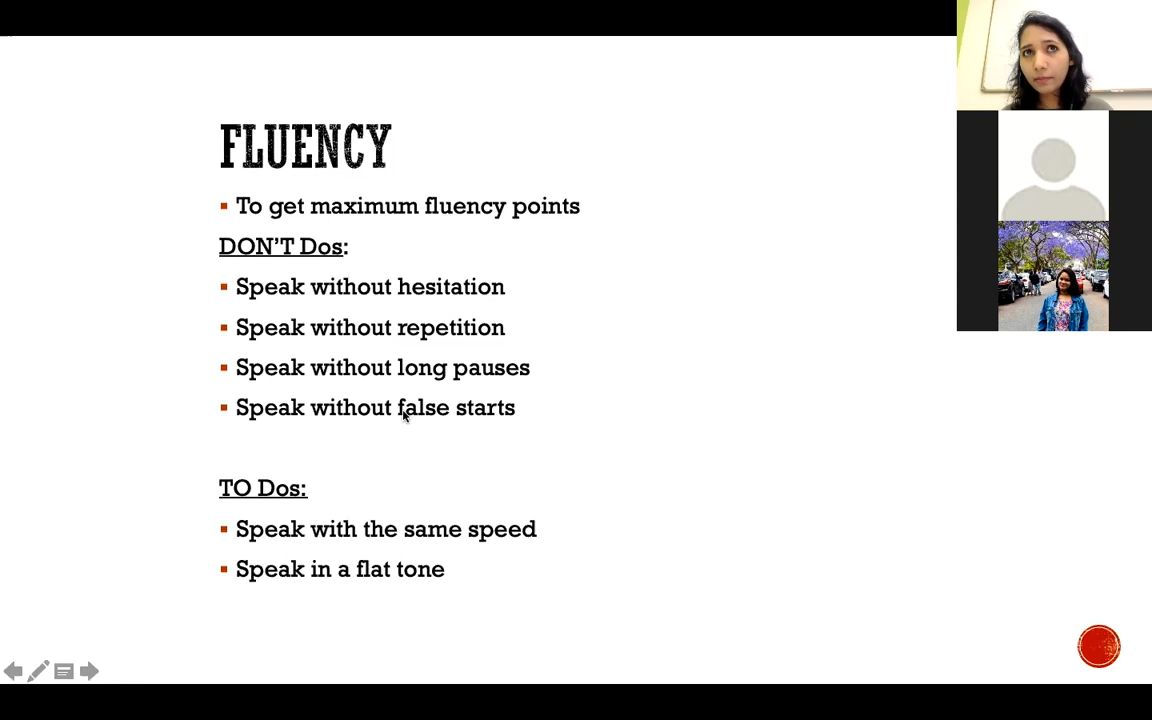 FLUENCY
To get maximum fluency points
DON'T Dos:
Speak without hesitation
Speak without repetition
Speak without long pauses
Speak without false starts
TO Dos:
Speak with the same speed
Speak in a flat tone